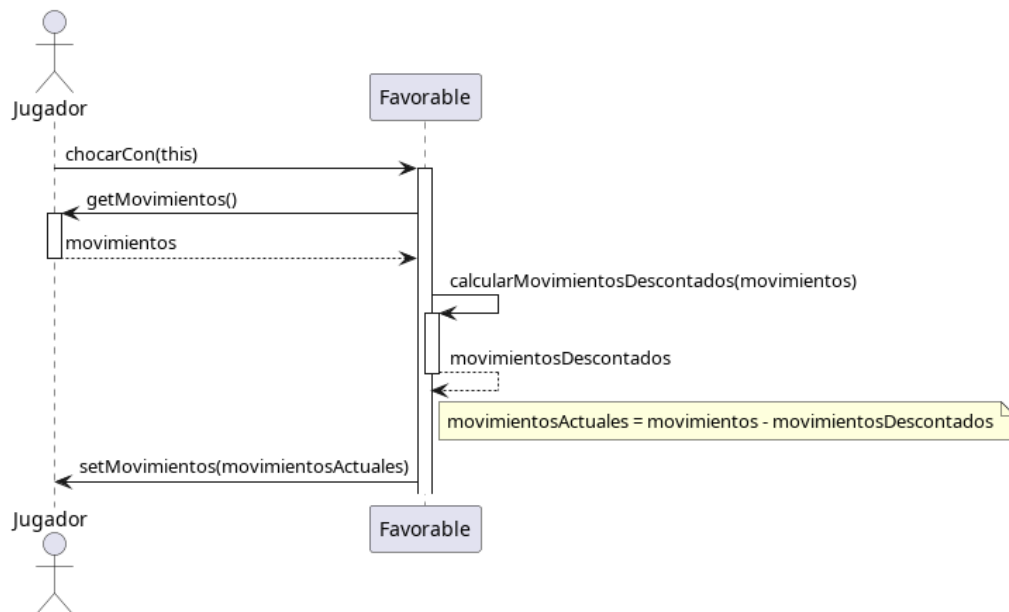 Jugador
Favorable
chocarCon(this)
getMovimientos()
movimientos
calcularMovimientosDescontados(movimientos)
movimientosDescontados
movimientosActuales = movimientos - movimientosDescontados
setMovimientos(movimientosActuales)
Jugador
Favorable